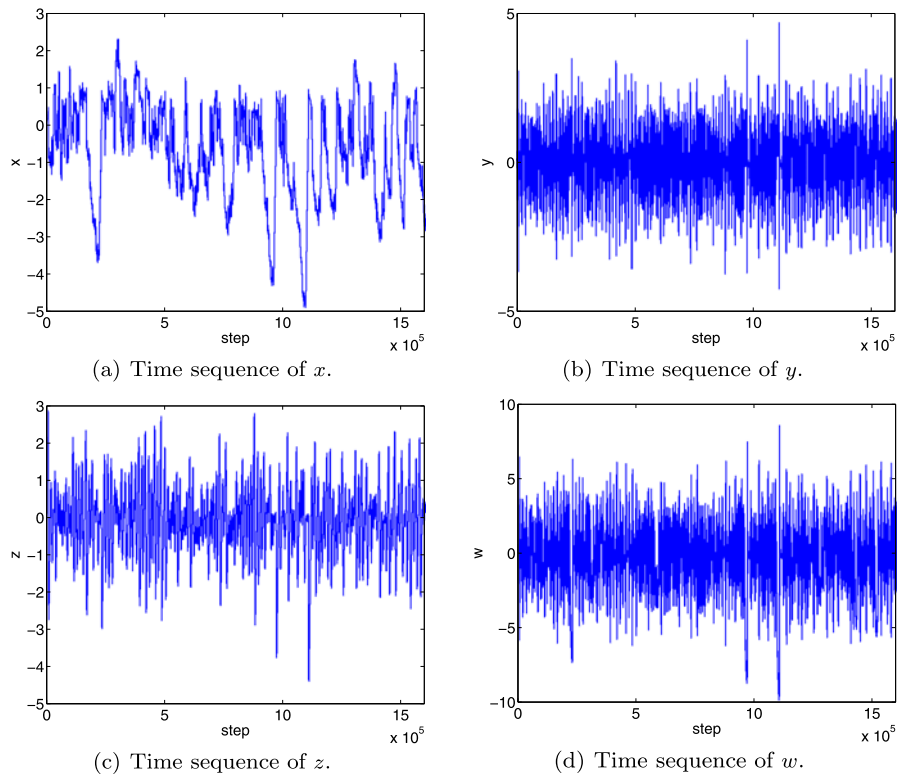 3
2
1
0
−1
−2
−3
−4
−5
x
0
5
10
15
step
x 10^5
(a) Time sequence of x.
5
0
−5
y
0
5
10
15
step
x 10^5
(b) Time sequence of y.
3
2
1
0
−1
−2
−3
−4
−5
z
0
5
10
15
step
x 10^5
(c) Time sequence of z.
10
5
0
−5
−10
w
0
5
10
15
step
x 10^5
(d) Time sequence of w.